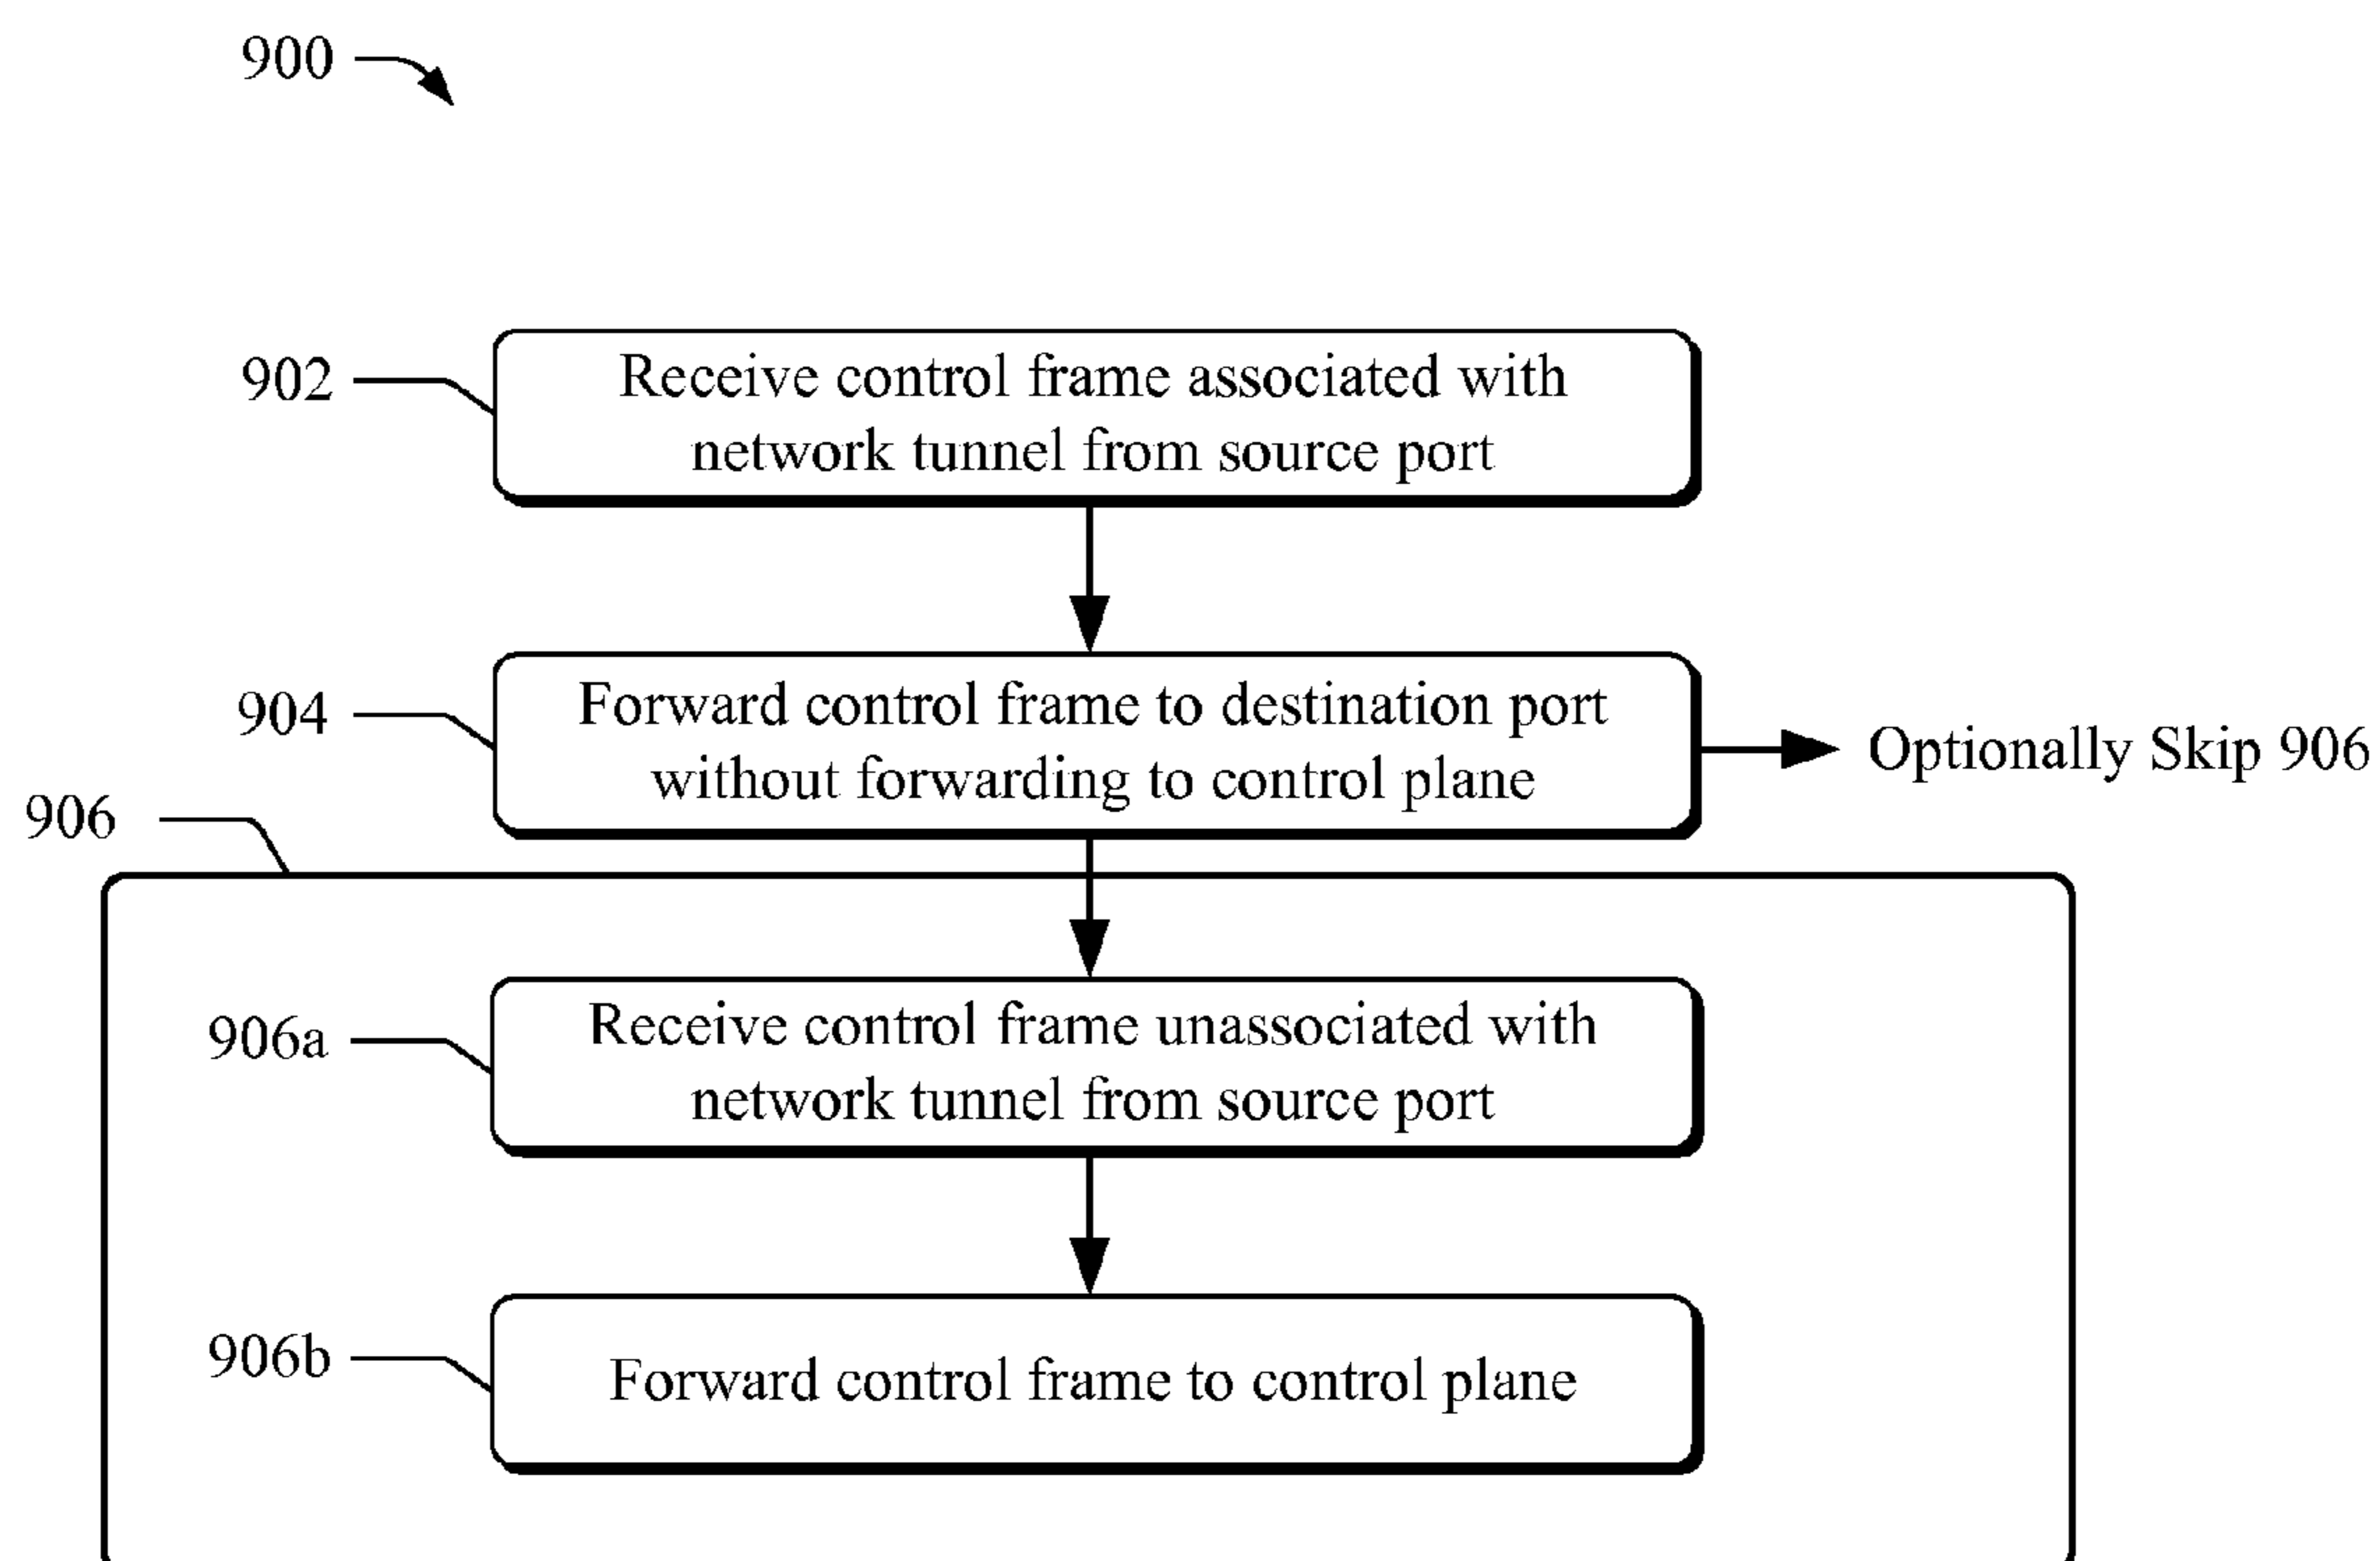 900
902
Receive control frame associated with
network tunnel from source port
904
Forward control frame to destination port
without forwarding to control plane
Optionally Skip 906
906
906a
Receive control frame unassociated with
network tunnel from source port
906b
Forward control frame to control plane